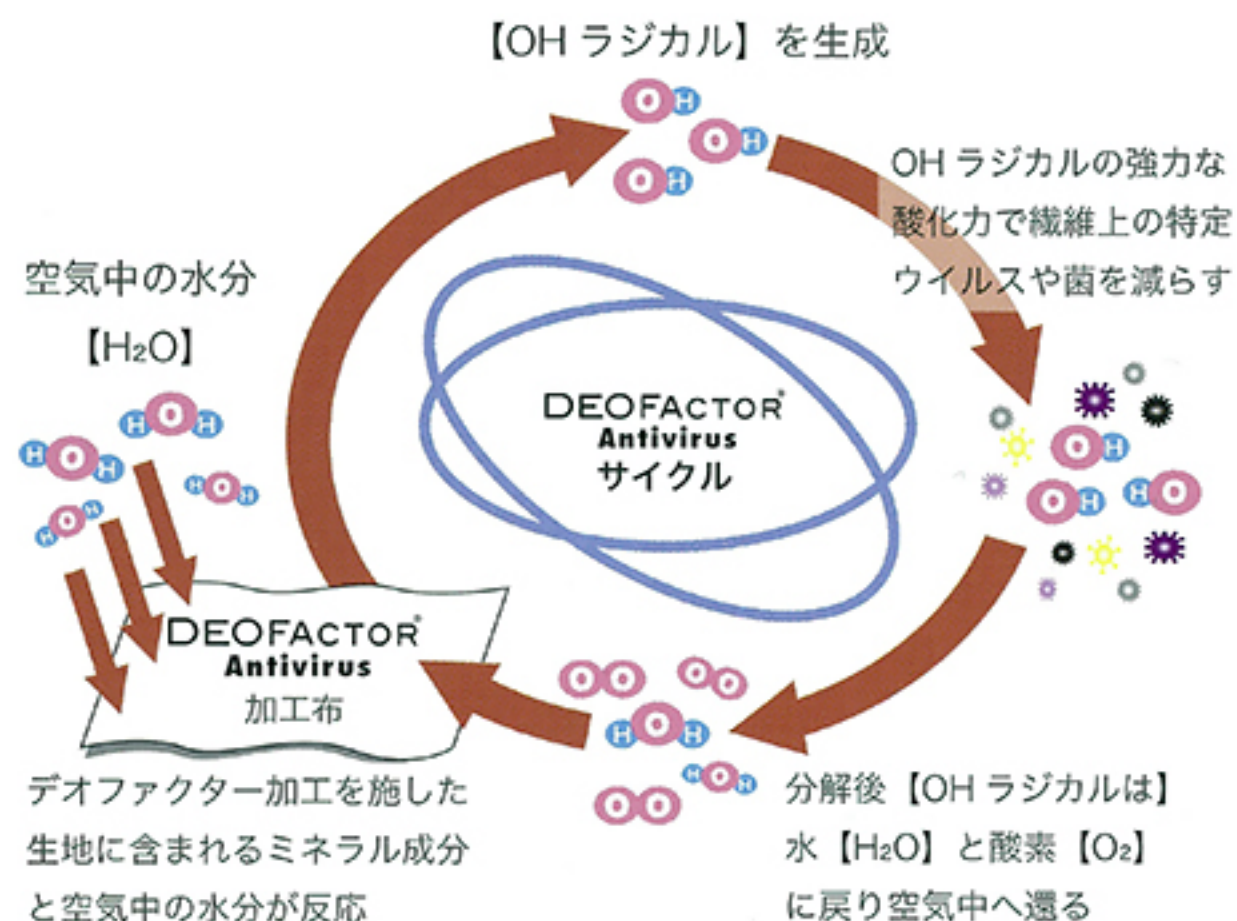 【OH ラジカル】を生成
OH ラジカルの強力な
酸化力で繊維上の特定
ウイルスや菌を減らす
空気中の水分
【H₂O】
DEOFACTOR®
Antivirus
サイクル
DEOFACTOR®
Antivirus
加工布
デオファクター加工を施した
生地に含まれるミネラル成分
と空気中の水分が反応
分解後【OH ラジカルは】
水【H₂O】と酸素【O₂】
に戻り空気中へ還る